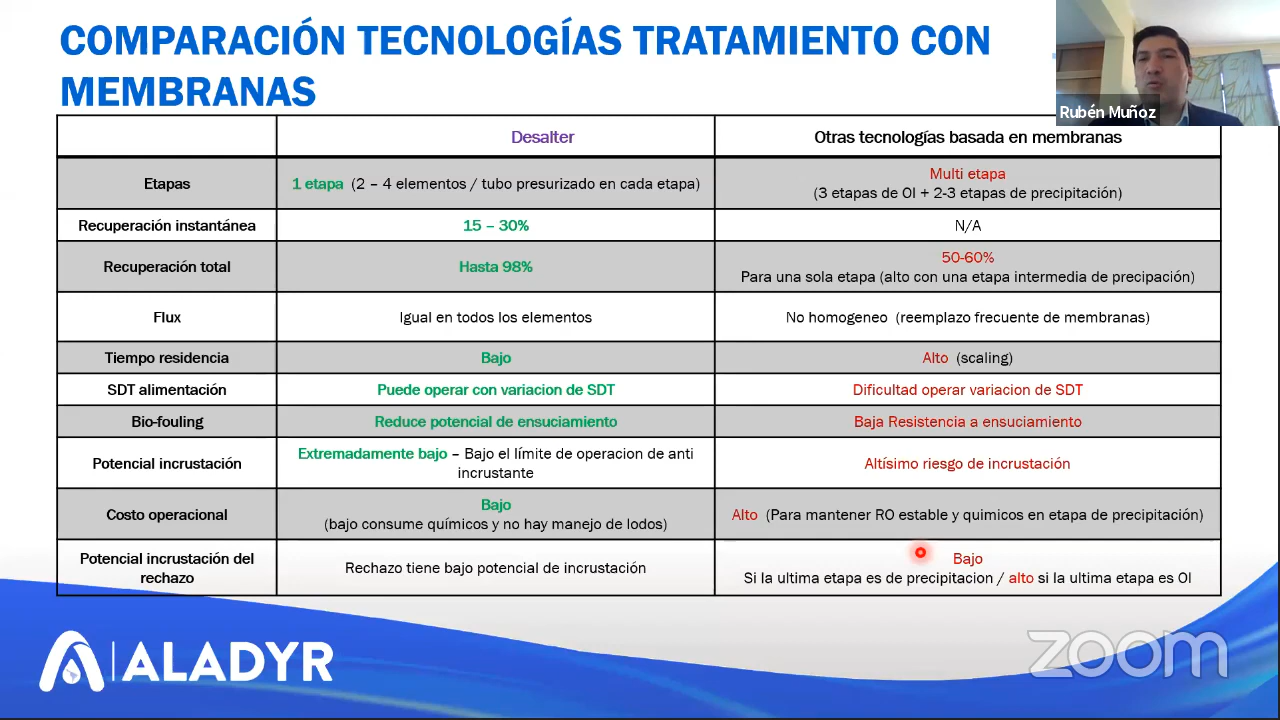 COMPARACIÓN TECNOLOGÍAS TRATAMIENTO CON
MEMBRANAS
Rubén Muñoz
Desalter
Otras tecnologías basada en membranas
Etapas
1 etapa (2 – 4 elementos / tubo presurizado en cada etapa)
Multi etapa
(3 etapas de OI + 2-3 etapas de precipitación)
Recuperación instantánea
15 – 30%
N/A
Recuperación total
Hasta 98%
50-60%
Para una sola etapa (alto con una etapa intermedia de precipación)
Flux
Igual en todos los elementos
No homogeneo (reemplazo frecuente de membranas)
Tiempo residencia
Bajo
Alto (scaling)
SDT alimentación
Puede operar con variacion de SDT
Dificultad operar variacion de SDT
Bio-fouling
Reduce potencial de ensuciamiento
Baja Resistencia a ensuciamiento
Potencial incrustación
Extremadamente bajo – Bajo el límite de operacion de anti
incrustante
Altísimo riesgo de incrustación
Costo operacional
Bajo
(bajo consume químicos y no hay manejo de lodos)
Alto (Para mantener RO estable y quimicos en etapa de precipitación)
Potencial incrustación del
rechazo
Rechazo tiene bajo potencial de incrustación
Bajo
Si la ultima etapa es de precipitacion / alto si la ultima etapa es OI
ALADYR
zoom